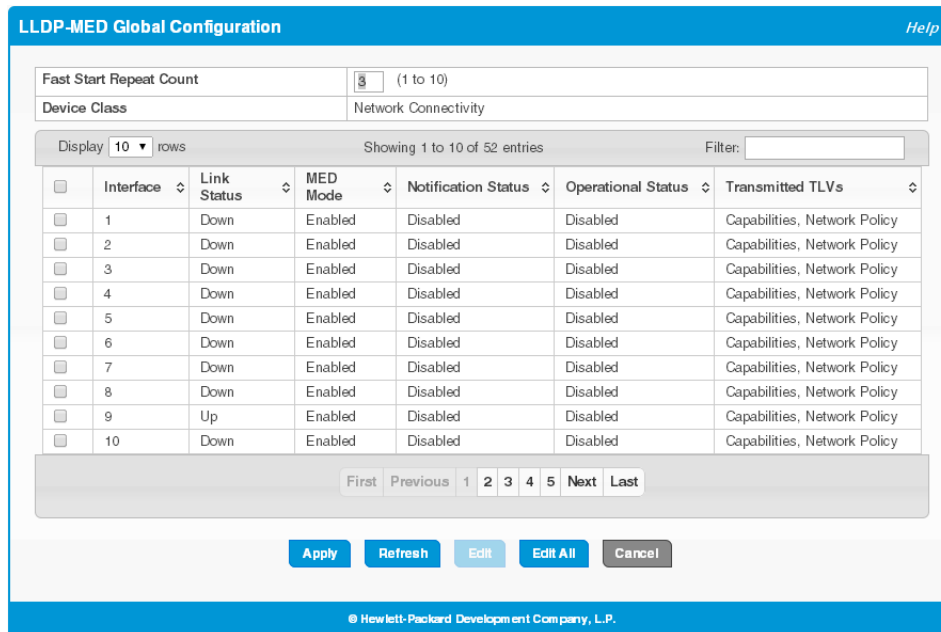 LLDP-MED Global Configuration Help
Fast Start Repeat Count 3 (1 to 10)
Device Class Network Connectivity
Display 10 rows Showing 1 to 10 of 52 entries Filter:
Interface Link Status MED Mode Notification Status Operational Status Transmitted TLVs
1 Down Enabled Disabled Disabled Capabilities, Network Policy
2 Down Enabled Disabled Disabled Capabilities, Network Policy
3 Down Enabled Disabled Disabled Capabilities, Network Policy
4 Down Enabled Disabled Disabled Capabilities, Network Policy
5 Down Enabled Disabled Disabled Capabilities, Network Policy
6 Down Enabled Disabled Disabled Capabilities, Network Policy
7 Down Enabled Disabled Disabled Capabilities, Network Policy
8 Down Enabled Disabled Disabled Capabilities, Network Policy
9 Up Enabled Disabled Disabled Capabilities, Network Policy
10 Down Enabled Disabled Disabled Capabilities, Network Policy
First Previous 1 2 3 4 5 Next Last
Apply Refresh Edit Edit All Cancel
© Hewlett-Packard Development Company, L.P.